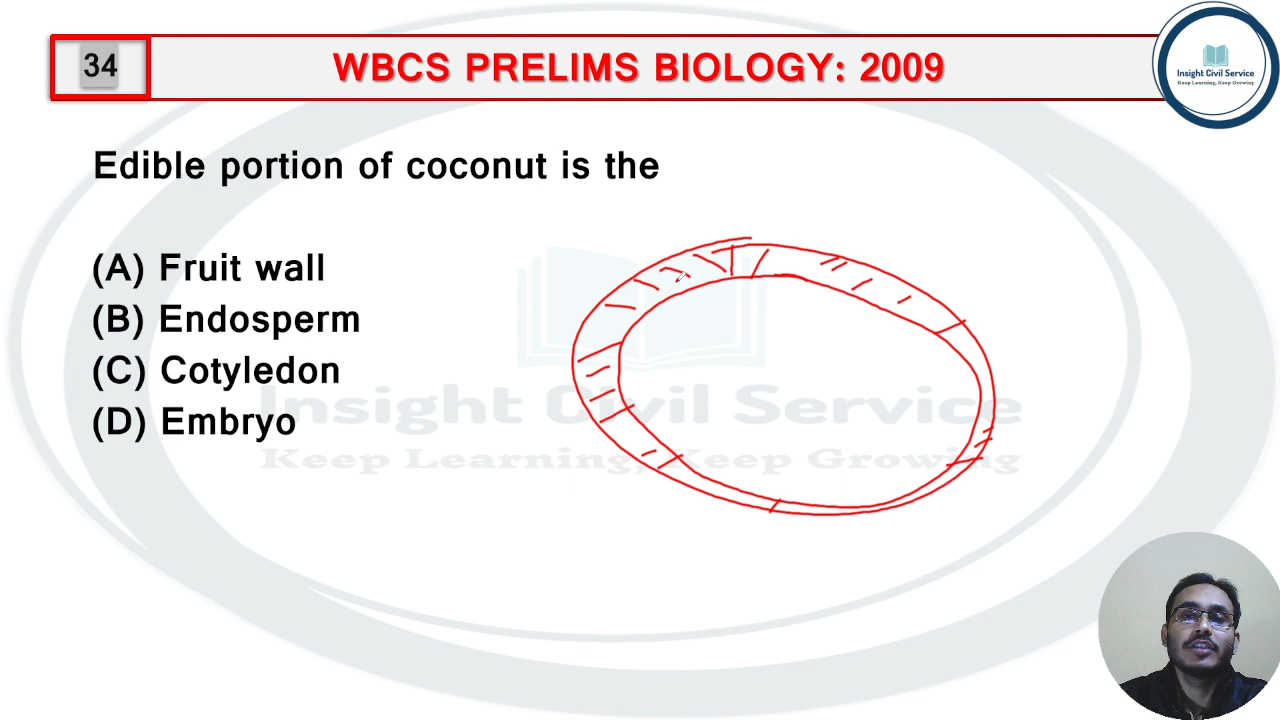 34
WBCS PRELIMS BIOLOGY: 2009
Insight Civil Service
Keep Learning, Keep Growing
Edible portion of coconut is the
(A) Fruit wall
(B) Endosperm
(C) Cotyledon
(D) Embryo
Insight Civil Service
Keep Learning, Keep Growing